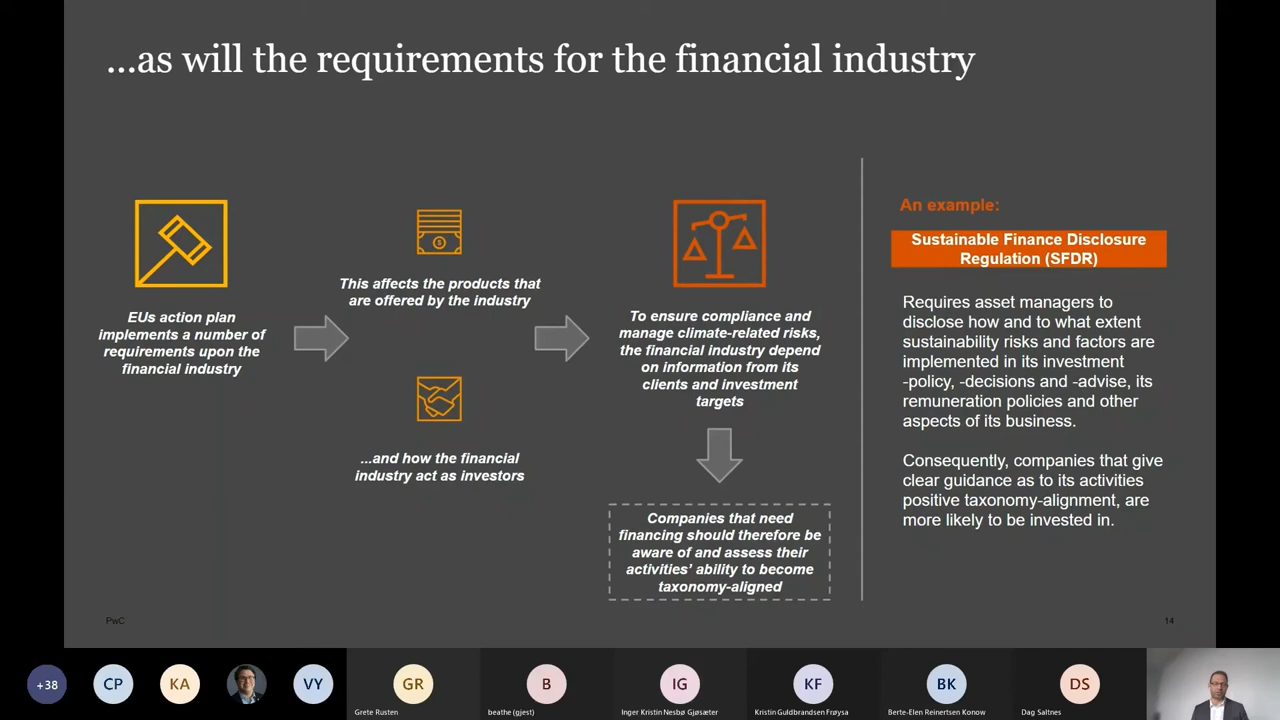 ...as will the requirements for the financial industry
EUs action plan
implements a number of
requirements upon the
financial industry
This affects the products that
are offered by the industry
...and how the financial
industry act as investors
To ensure compliance and
manage climate-related risks,
the financial industry depend
on information from its
clients and investment
targets
Companies that need
financing should therefore be
aware of and assess their
activities' ability to become
taxonomy-aligned
An example:
Sustainable Finance Disclosure
Regulation (SFDR)
Requires asset managers to
disclose how and to what extent
sustainability risks and factors are
implemented in its investment
-policy, -decisions and -advise, its
remuneration policies and other
aspects of its business.
Consequently, companies that give
clear guidance as to its activities
positive taxonomy-alignment, are
more likely to be invested in.
PwC
14
+38
CP
KA
VY
GR
B
IG
KF
BK
DS
Grete Rusten
beathe (gjest)
Inger Kristin Nesbø Gjøsæter
Kristin Guldbrandsen Frøysa
Berte-Elen Reinertsen Konow
Dag Saltnes